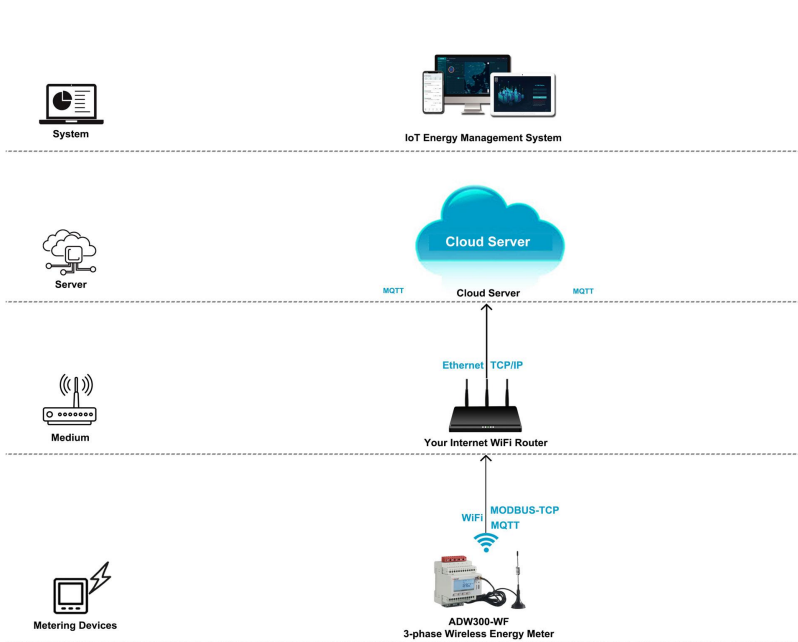 System
IoT Energy Management System
Cloud Server
Server
MQTT
Cloud Server
MQTT
Ethernet TCP/IP
Medium
Your Internet WiFi Router
WiFi
MODBUS-TCP
MQTT
Metering Devices
ADW300-WF
3-phase Wireless Energy Meter